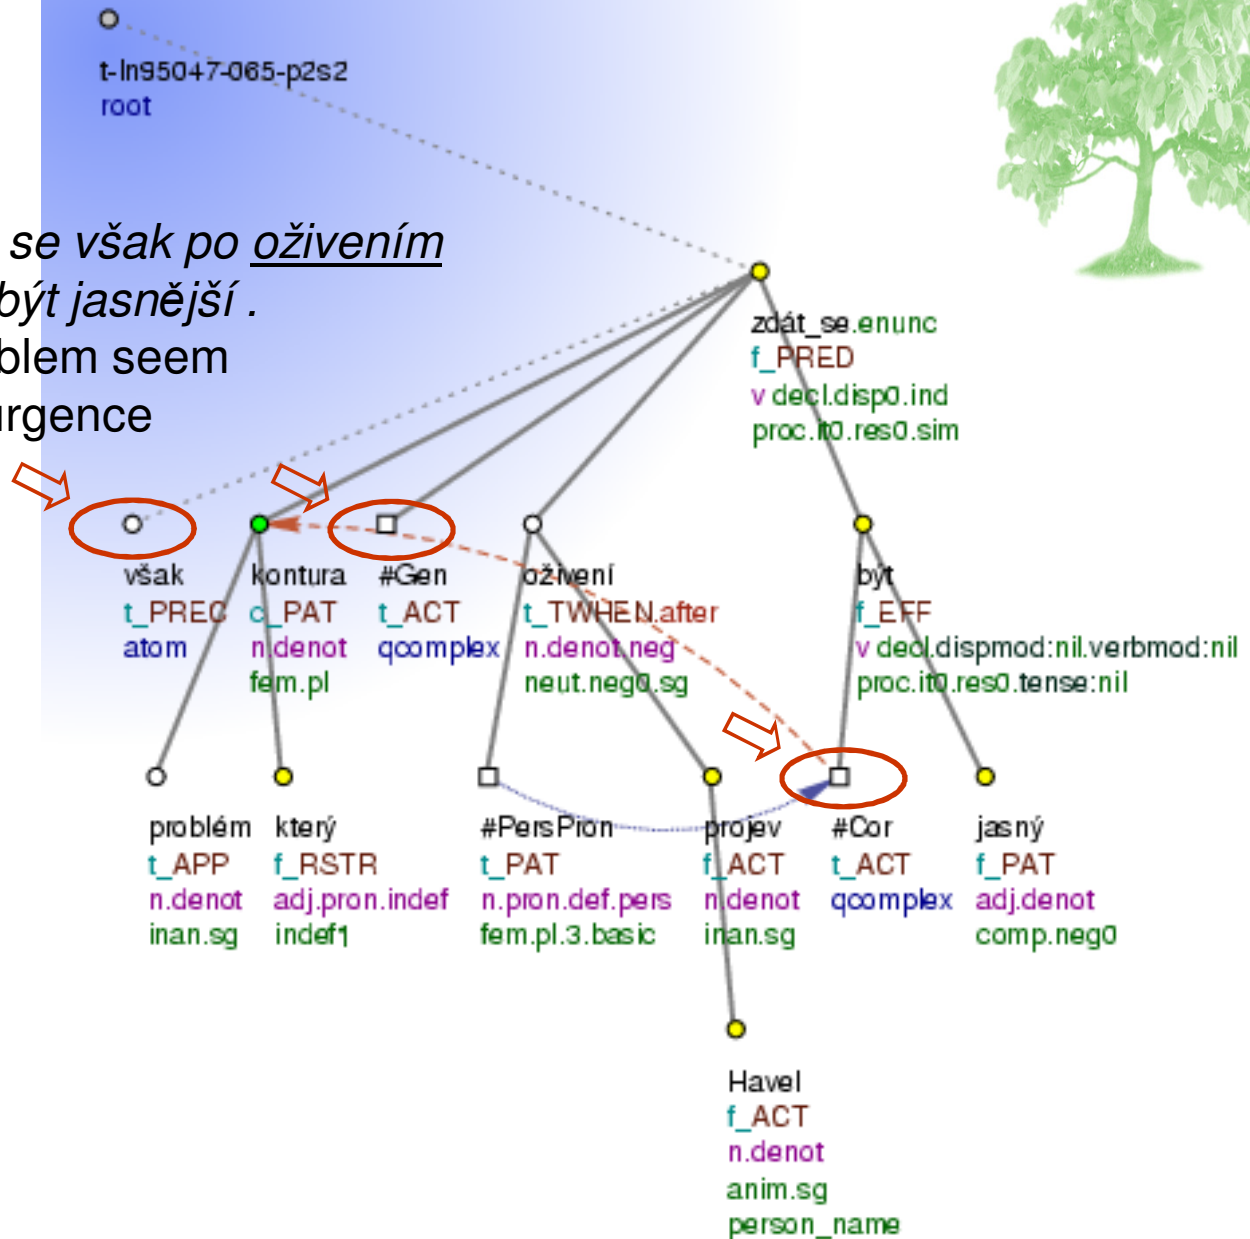 t-ln95047-065-p2s2
root
se však po oživením
být jasnější .
blem seem
urgence
zdát_se.enunc
f_PRED
v decl.disp0.ind
proc.it0.res0.sim
však
t_PREC
atom
kontura
c_PAT
n.denot
fem.pl
#Gen
t_ACT
qcomplex
oživení
t_TWHEN.after
n.denot.neg
neut.neg0.sg
být
f_EFF
v decl.dispmod:nil.verbmod:nil
proc.it0.res0.tense:nil
problém
t_APP
n.denot
inan.sg
který
f_RSTR
adj.pron.indef
indef1
#PersPron
t_PAT
n.pron.def.pers
fem.pl.3.basic
projev
f_ACT
n.denot
inan.sg
#Cor
t_ACT
qcomplex
jasný
f_PAT
adj.denot
comp.neg0
Havel
f_ACT
n.denot
anim.sg
person_name